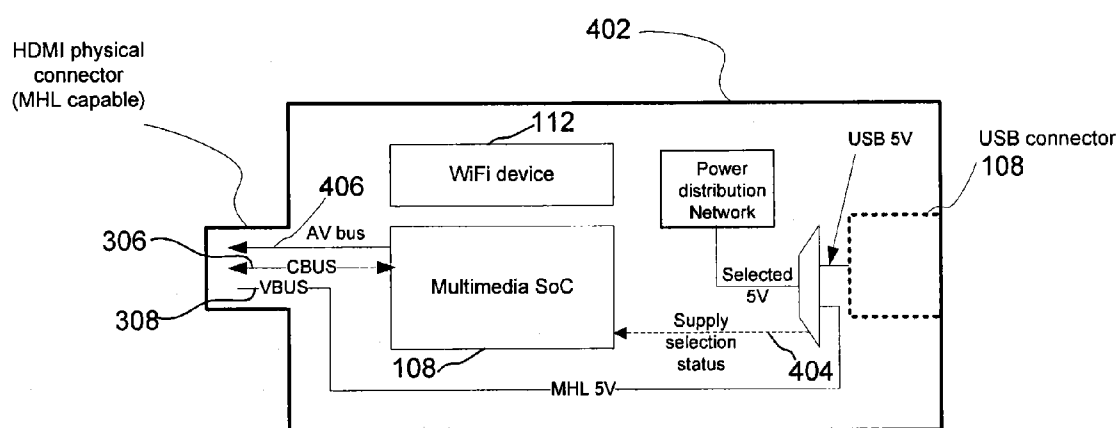 402
HDMI physical
connector
(MHL capable)
112
WiFi device
USB 5V
USB connector
108
Power
distribution
Network
406
AV bus
306
CBUS
VBUS
308
Multimedia SoC
Selected
5V
Supply
selection
status
404
108
MHL 5V